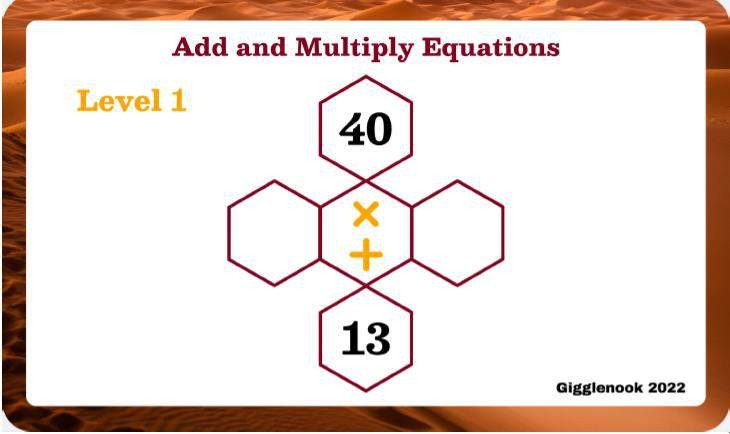 Add and Multiply Equations
Level 1
40
×
+
13
Gigglenook 2022